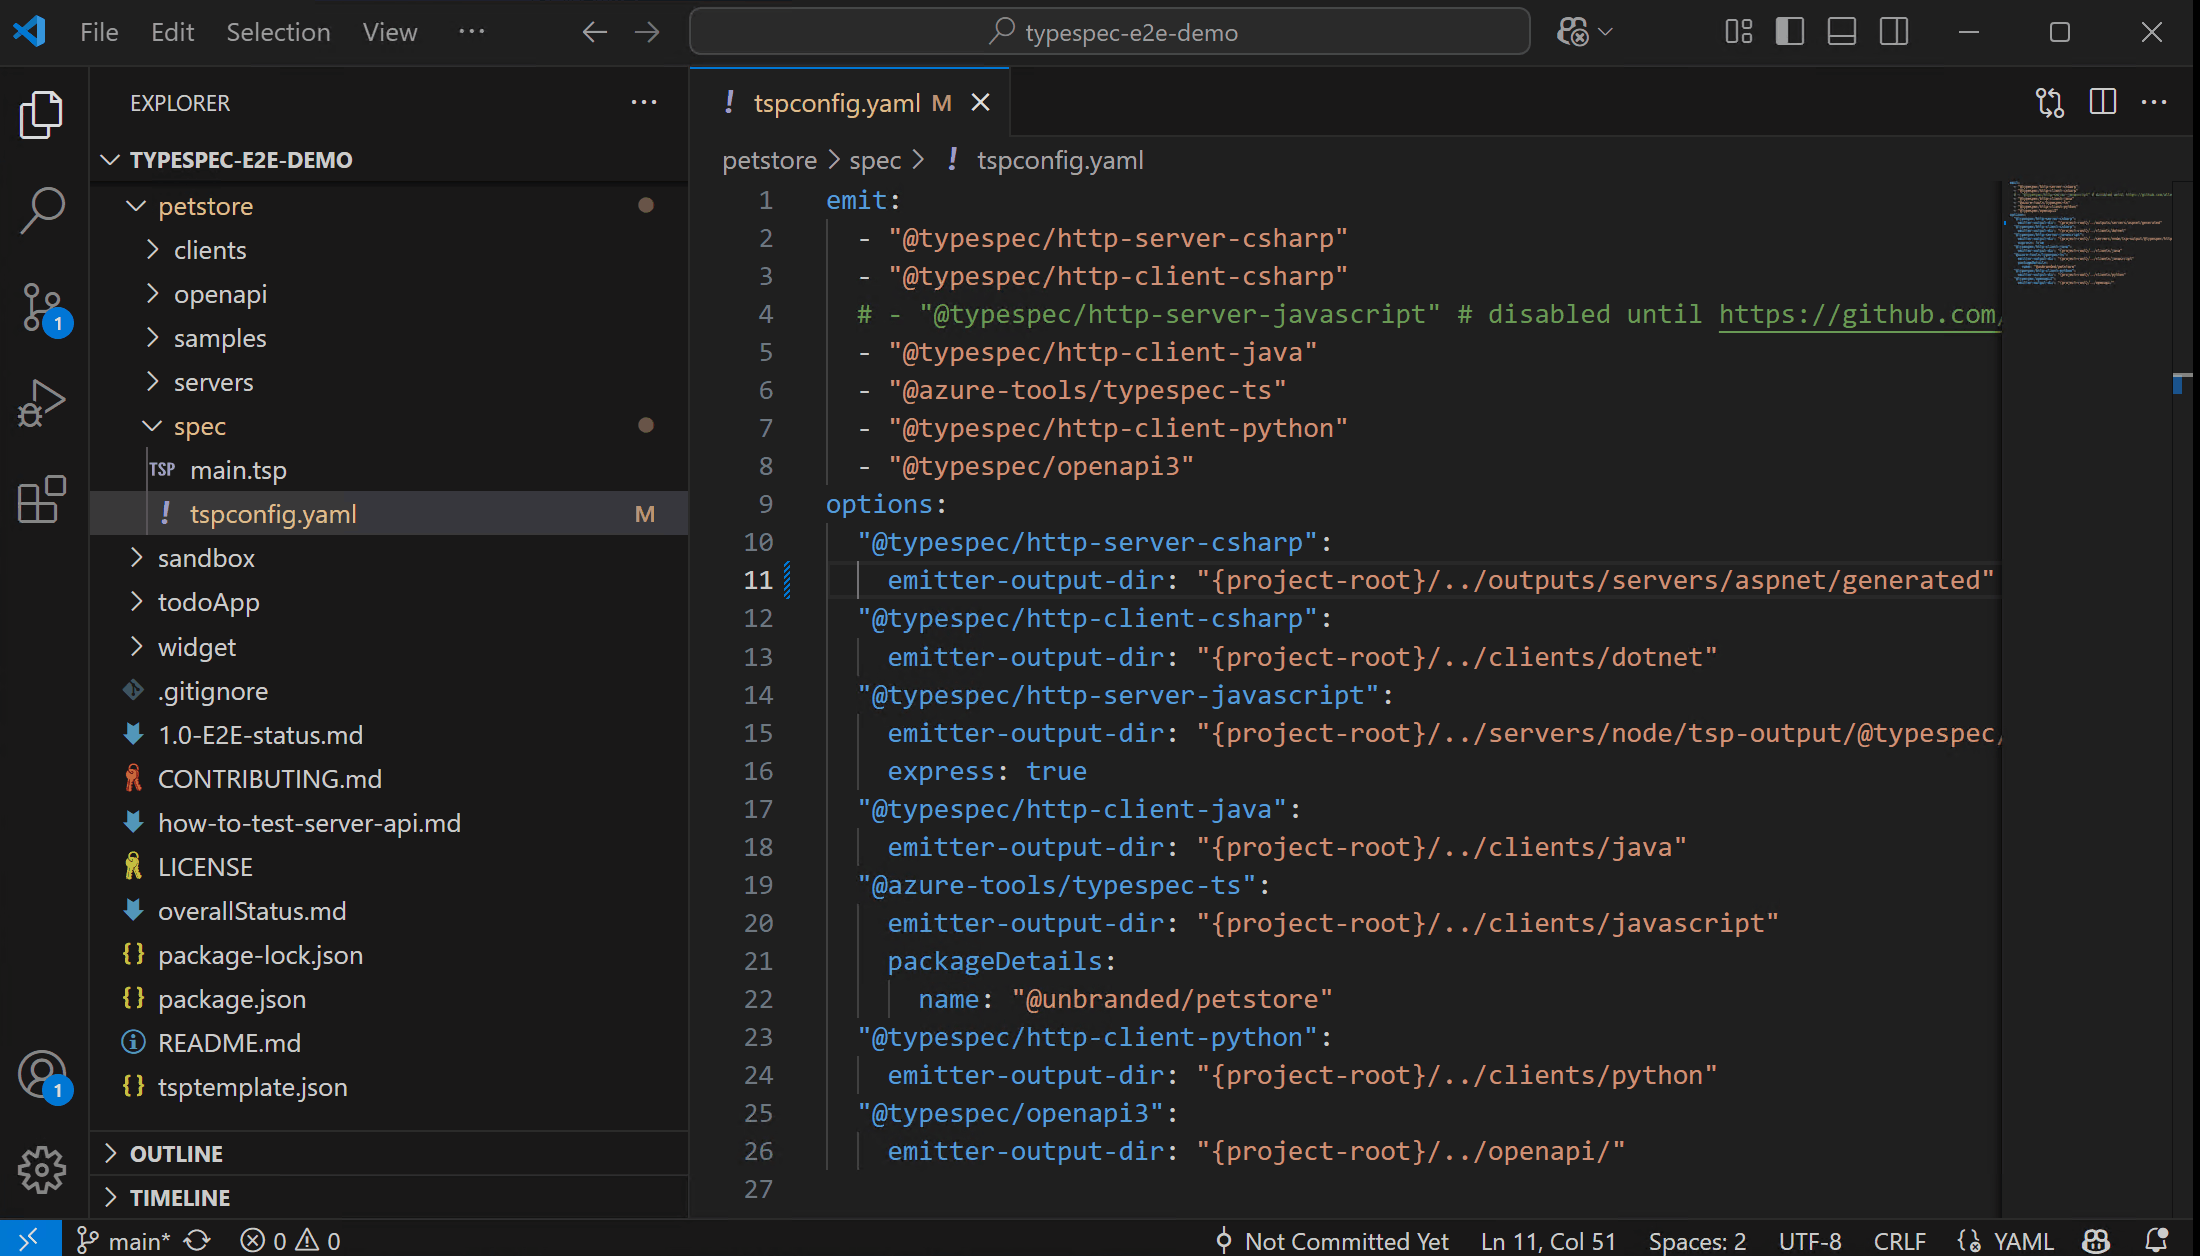 File Edit Selection View ··· typespec-e2e-demo
EXPLORER ···
TYPESPEC-E2E-DEMO
petstore
clients
openapi
samples
servers
spec
TSP main.tsp
! tspconfig.yaml M
sandbox
todoApp
widget
.gitignore
1.0-E2E-status.md
CONTRIBUTING.md
how-to-test-server-api.md
LICENSE
overallStatus.md
{} package-lock.json
{} package.json
README.md
{} tsptemplate.json
OUTLINE
TIMELINE
1
1
! tspconfig.yaml M
petstore > spec > ! tspconfig.yaml
1 emit:
2 - "@typespec/http-server-csharp"
3 - "@typespec/http-client-csharp"
4 # - "@typespec/http-server-javascript" # disabled until https://github.com/
5 - "@typespec/http-client-java"
6 - "@azure-tools/typespec-ts"
7 - "@typespec/http-client-python"
8 - "@typespec/openapi3"
9 options:
10 "@typespec/http-server-csharp":
11 emitter-output-dir: "{project-root}/../outputs/servers/aspnet/generated"
12 "@typespec/http-client-csharp":
13 emitter-output-dir: "{project-root}/../clients/dotnet"
14 "@typespec/http-server-javascript":
15 emitter-output-dir: "{project-root}/../servers/node/tsp-output/@typespec/
16 express: true
17 "@typespec/http-client-java":
18 emitter-output-dir: "{project-root}/../clients/java"
19 "@azure-tools/typespec-ts":
20 emitter-output-dir: "{project-root}/../clients/javascript"
21 packageDetails:
22 name: "@unbranded/petstore"
23 "@typespec/http-client-python":
24 emitter-output-dir: "{project-root}/../clients/python"
25 "@typespec/openapi3":
26 emitter-output-dir: "{project-root}/../openapi/"
27
main* 0 0 Not Committed Yet Ln 11, Col 51 Spaces: 2 UTF-8 CRLF YAML